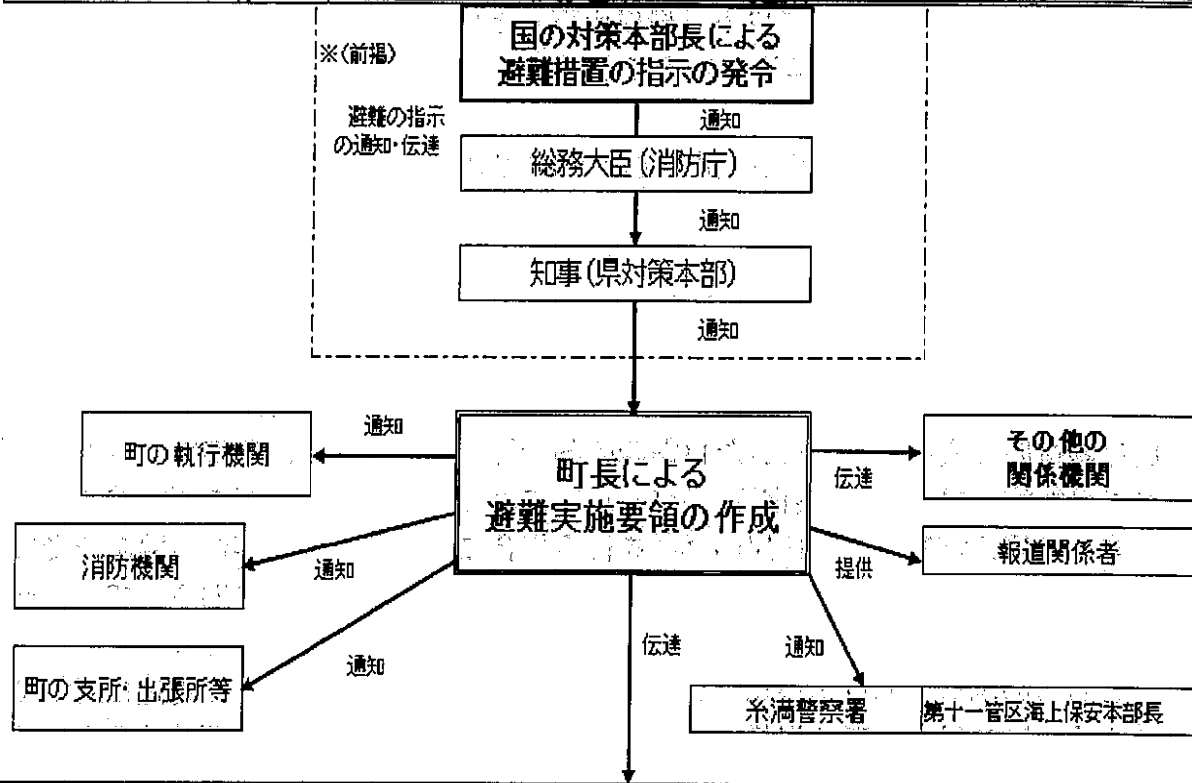 国の対策本部長による
避難措置の指示の発令
※(前掲)
避難の指示
の通知・伝達
通知
総務大臣(消防庁)
通知
知事(県対策本部)
通知
町の執行機関
通知
町長による
避難実施要領の作成
伝達
その他の
関係機関
消防機関
通知
提供
報道関係者
町の支所・出張所等
通知
伝達
通知
糸満警察署
第十一管区海上保安本部長